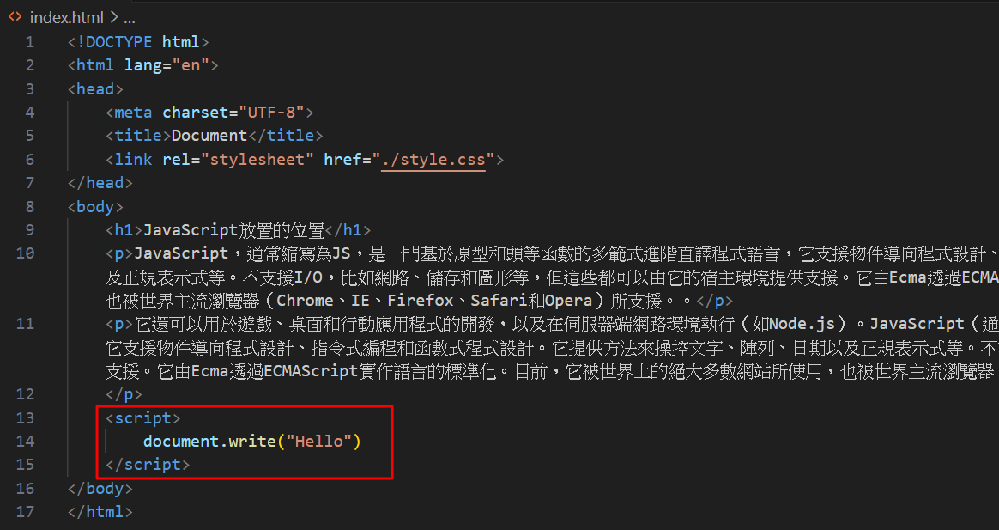 <> index.html > ...
1 <!DOCTYPE html>
2 <html lang="en">
3 <head>
4 <meta charset="UTF-8">
5 <title>Document</title>
6 <link rel="stylesheet" href="./style.css">
7 </head>
8 <body>
9 <h1>JavaScript放置的位置</h1>
10 <p>JavaScript，通常縮寫為JS，是一門基於原型和頭等函數的多範式進階直譯程式語言，它支援物件導向程式設計、
及正規表示式等。不支援I/O，比如網路、儲存和圖形等，但這些都可以由它的宿主環境提供支援。它由Ecma透過ECMA
也被世界主流瀏覽器（Chrome、IE、Firefox、Safari和Opera）所支援。。</p>
11 <p>它還可以用於遊戲、桌面和行動應用程式的開發，以及在伺服器端網路環境執行（如Node.js）。JavaScript（通
它支援物件導向程式設計、指令式編程和函數式程式設計。它提供方法來操控文字、陣列、日期以及正規表示式等。不
支援。它由Ecma透過ECMAScript實作語言的標準化。目前，它被世界上的絕大多數網站所使用，也被世界主流瀏覽器
12 </p>
13 <script>
14 document.write("Hello")
15 </script>
16 </body>
17 </html>